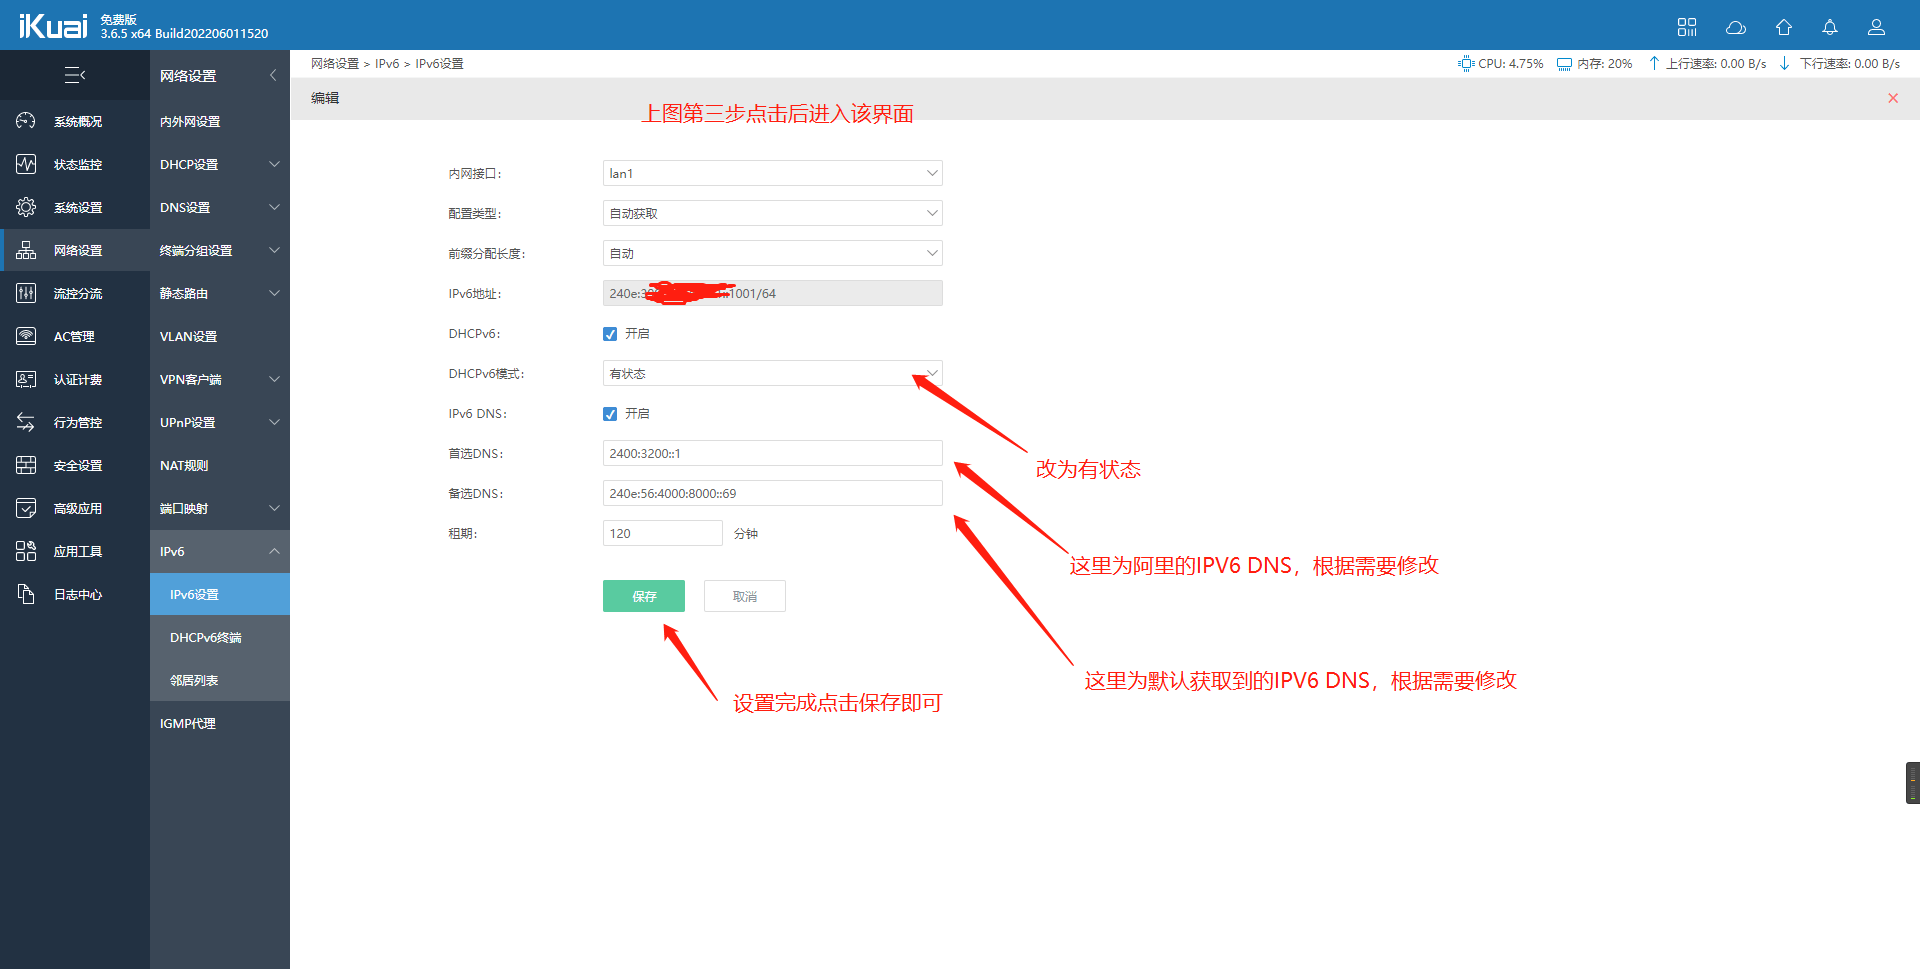 iKuai 免费版
3.6.5 x64 Build202206011520
网络设置
网络设置 > IPv6 > IPv6设置
CPU: 4.75% 内存: 20% 上行速率: 0.00 B/s 下行速率: 0.00 B/s
编辑
上图第三步点击后进入该界面
系统概况
状态监控
系统设置
网络设置
流控分流
AC管理
认证计费
行为管控
安全设置
高级应用
应用工具
日志中心
内外网设置
DHCP设置
DNS设置
终端分组设置
静态路由
VLAN设置
VPN客户端
UPnP设置
NAT规则
端口映射
IPv6
IPv6设置
DHCPv6终端
邻居列表
IGMP代理
内网接口: lan1
配置类型: 自动获取
前缀分配长度: 自动
IPv6地址: 240e:3 1001/64
DHCPv6: 开启
DHCPv6模式: 有状态
IPv6 DNS: 开启
首选DNS: 2400:3200::1
改为有状态
备选DNS: 240e:56:4000:8000::69
租期: 120 分钟
这里为阿里的IPV6 DNS，根据需要修改
保存 取消
这里为默认获取到的IPV6 DNS，根据需要修改
设置完成点击保存即可